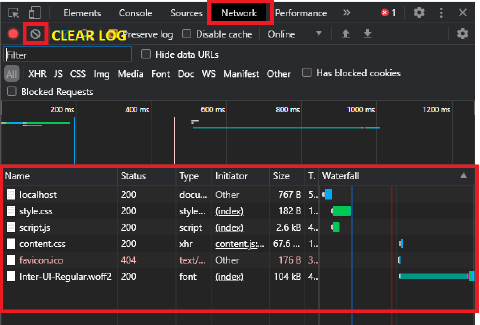 Elements Console Sources Network Performance » 1
CLEAR LOG Preserve log Disable cache Online
Filter Hide data URLs
All XHR JS CSS Img Media Font Doc WS Manifest Other Has blocked cookies
Blocked Requests
200 ms 400 ms 600 ms 800 ms 1000 ms 1200 ms
Name Status Type Initiator Size T. Waterfall
localhost 200 docu... Other 767 B 5..
style.css 200 style... (index) 182 B 1..
script.js 200 script (index) 2.6 kB 4..
content.css 200 xhr content.js:... 67.6 ...
favicon.ico 404 text/... Other 176 B 3..
Inter-UI-Regular.woff2 200 font (index) 104 kB 4..